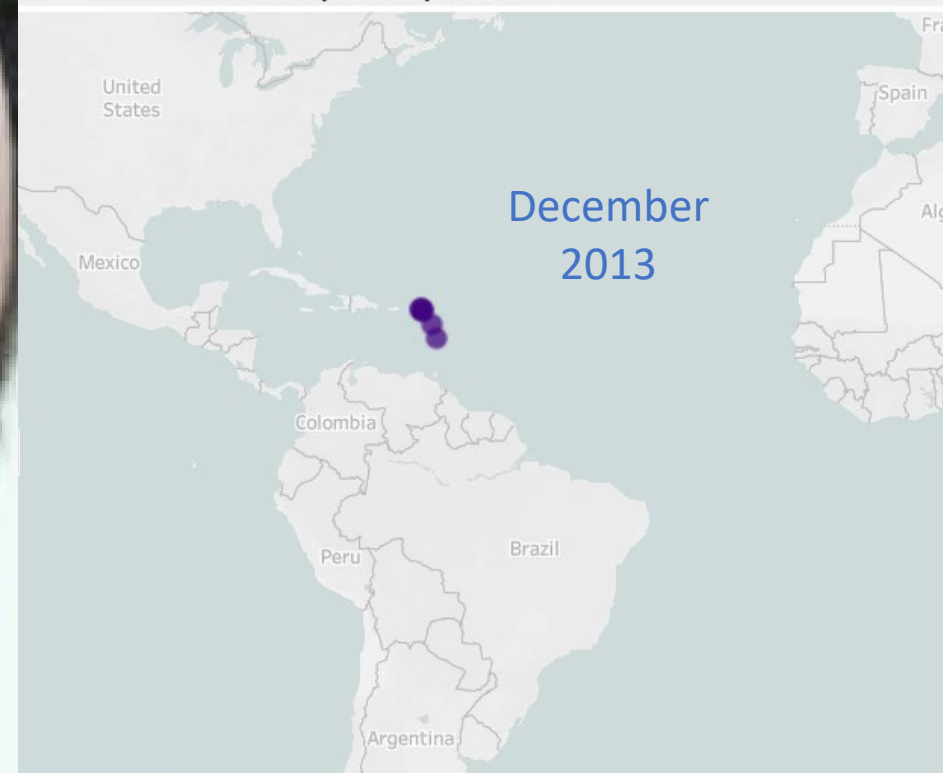 United
States
Spain
December
2013
Mexico
Colombia
Peru
Brazil
Argentina